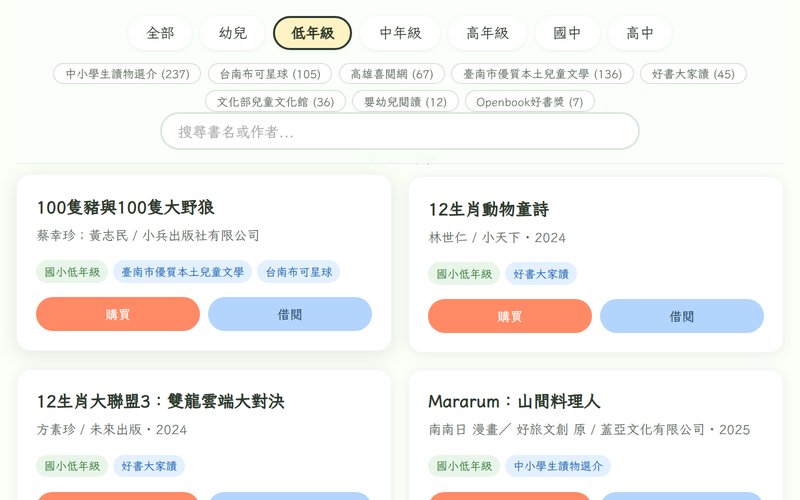 全部 幼兒 低年級 中年級 高年級 國中 高中
中小學生讀物選介 (237) 台南布可星球 (105) 高雄喜閱網 (67) 臺南市優質本土兒童文學 (136) 好書大家讀 (45)
文化部兒童文化館 (36) 嬰幼兒閱讀 (12) Openbook好書獎 (7)
搜尋書名或作者...
100隻豬與100隻大野狼
蔡幸珍；黃志民 / 小兵出版社有限公司
國小低年級 臺南市優質本土兒童文學 台南布可星球
購買 借閱
12生肖動物童詩
林世仁 / 小天下・2024
國小低年級 好書大家讀
購買 借閱
12生肖大聯盟3：雙龍雲端大對決
方素珍 / 未來出版・2024
國小低年級 好書大家讀
Mararum：山間料理人
南南日 漫畫／ 好旅文創 原 / 蓋亞文化有限公司・2025
國小低年級 中小學生讀物選介